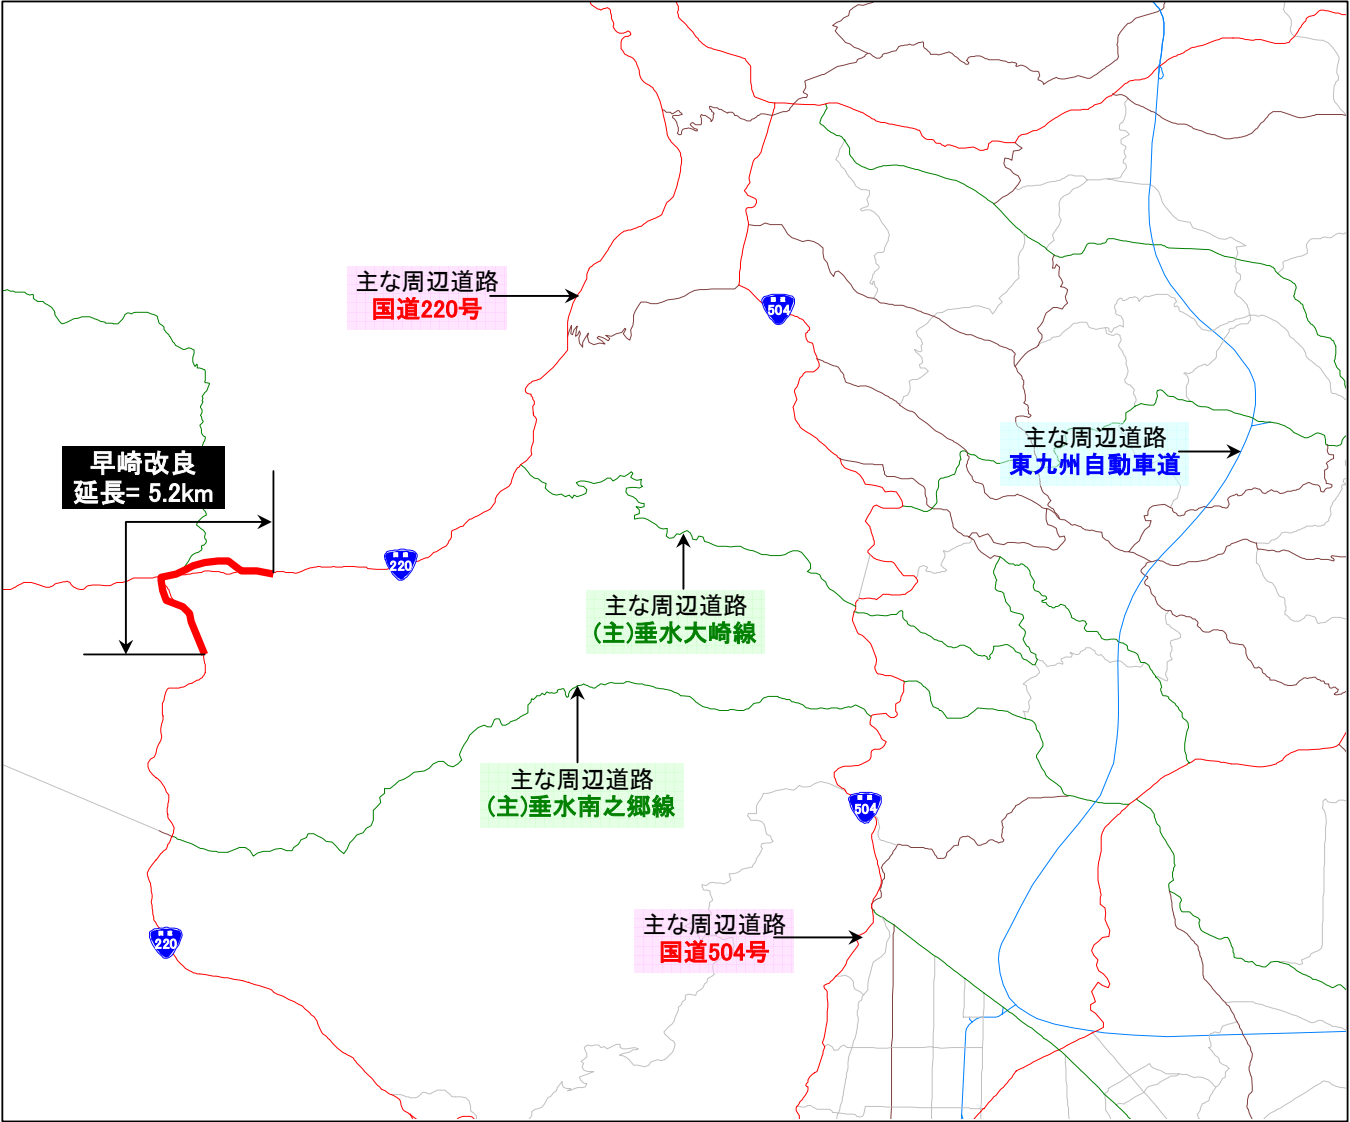 主な周辺道路
国道220号
504
主な周辺道路
東九州自動車道
早崎改良
延長= 5.2km
220
主な周辺道路
(主)垂水大崎線
主な周辺道路
(主)垂水南之郷線
504
主な周辺道路
国道504号
220